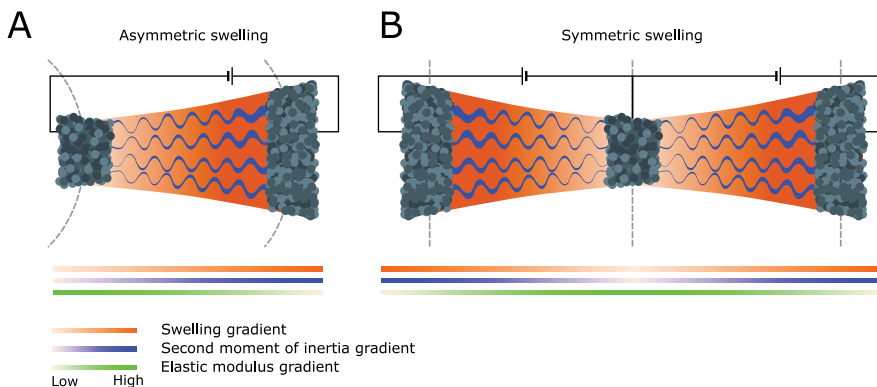 A
Asymmetric swelling
B
Symmetric swelling
Swelling gradient
Second moment of inertia gradient
Elastic modulus gradient
Low High